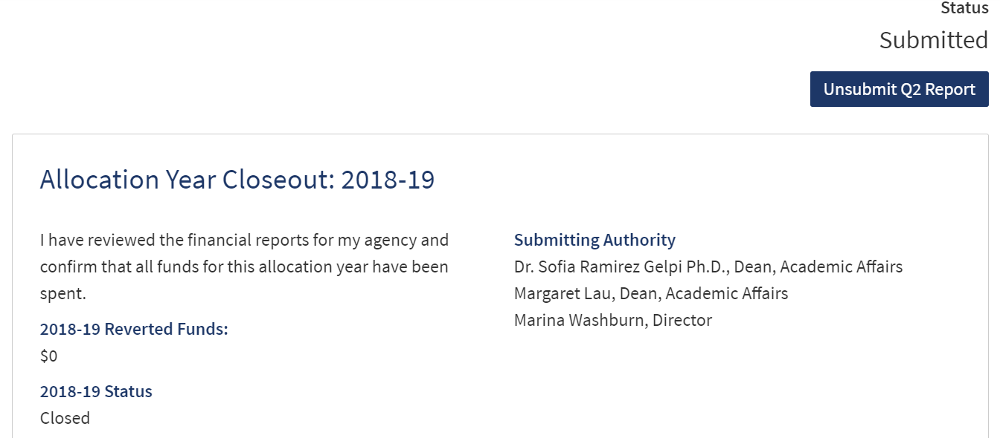 Status
Submitted
Unsubmit Q2 Report
Allocation Year Closeout: 2018-19
I have reviewed the financial reports for my agency and
confirm that all funds for this allocation year have been
spent.
2018-19 Reverted Funds:
$0
2018-19 Status
Closed
Submitting Authority
Dr. Sofia Ramirez Gelpi Ph.D., Dean, Academic Affairs
Margaret Lau, Dean, Academic Affairs
Marina Washburn, Director